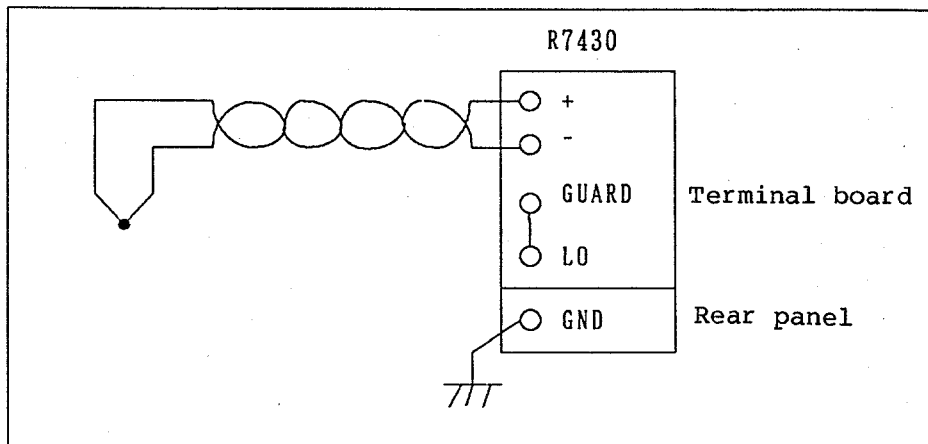 R7430
+
-
GUARD
Terminal board
LO
GND
Rear panel